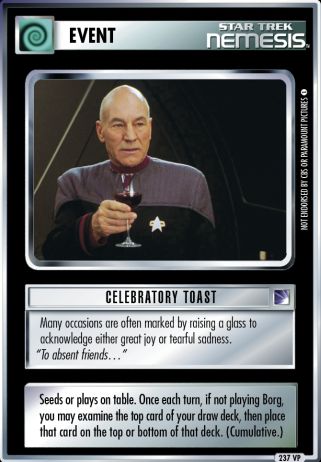 EVENT
STAR TREK
NEMESIS™
NOT ENDORSED BY CBS OR PARAMOUNT PICTURES
CELEBRATORY TOAST
Many occasions are often marked by raising a glass to
acknowledge either great joy or tearful sadness.
“To absent friends…”
Seeds or plays on table. Once each turn, if not playing Borg,
you may examine the top card of your draw deck, then place
that card on the top or bottom of that deck. (Cumulative.)
237 VP